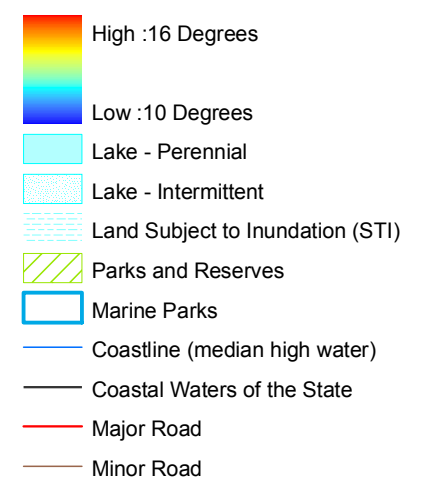 High :16 Degrees
Low :10 Degrees
Lake - Perennial
Lake - Intermittent
Land Subject to Inundation (STI)
Parks and Reserves
Marine Parks
Coastline (median high water)
Coastal Waters of the State
Major Road
Minor Road